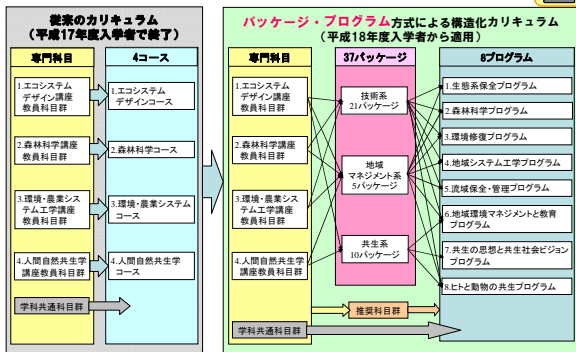 従来のカリキュラム
(平成17年度入学者で終了)
専門科目
4コース
1.エコシステム
デザイン講座
教員科目群
1.エコシステム
デザインコース
2.森林科学講座
教員科目群
2.森林科学コース
3.環境・農業シス
テム工学講座
教員科目群
3.環境・農業システム
コース
4.人間自然共生学
講座教員科目群
4.人間自然共生学
コース
学科共通科目群
パッケージ・プログラム方式による構造化カリキュラム
(平成18年度入学者から適用)
専門科目
37パッケージ
8プログラム
1.エコシステム
デザイン講座
教員科目群
2.森林科学講座
教員科目群
3.環境・農業シス
テム工学講座
教員科目群
4.人間自然共生学
講座教員科目群
技術系
21パッケージ
地域
マネジメント系
5パッケージ
共生系
10パッケージ
1.生態系保全プログラム
2.森林科学プログラム
3.環境修復プログラム
4.地域システム工学プログラム
5.流域保全・管理プログラム
6.地域環境マネジメントと教育
プログラム
7.共生の思想と共生社会ビジョン
プログラム
8.ヒトと動物の共生プログラム
推奨科目群
学科共通科目群